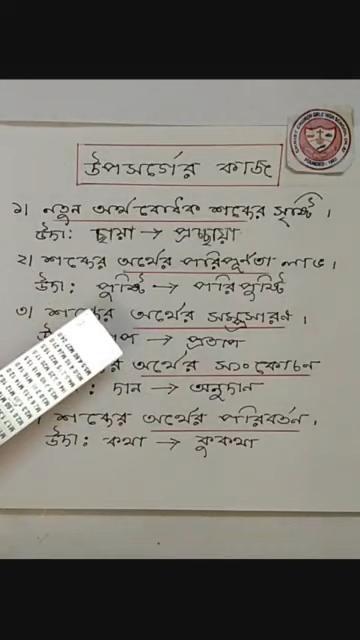 উপসর্গের কাজ
১। নতুন অর্থবোধক শব্দের সৃষ্টি।
উদা: ছায়া → প্রচ্ছায়া
২। শব্দের অর্থের পরিপূর্ণতা লাভ।
উদা: পুষ্টি → পরিপুষ্টি
৩। শব্দের অর্থের সম্প্রসারণ।
→ প্রতাপ
অর্থের সংকোচন
: দান → অনুদান
শব্দের অর্থের পরিবর্তন।
উদা: কথা → কুকথা